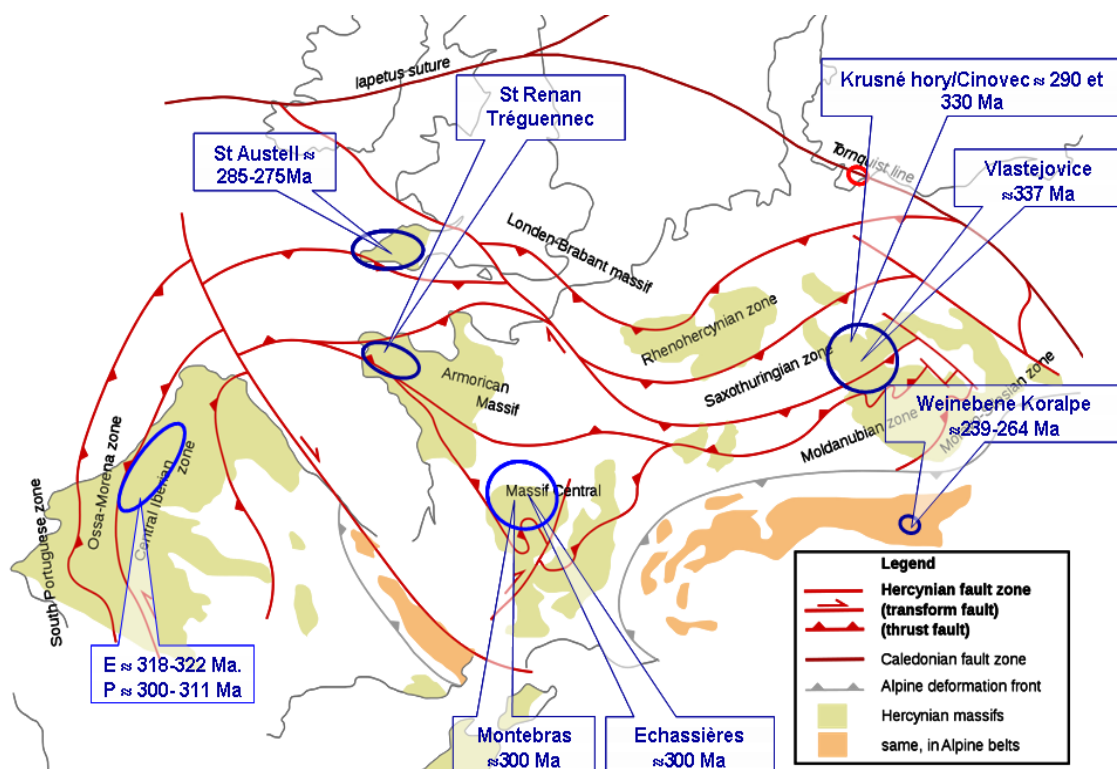 Iapetus suture
St Renan
Tréguennec
Krusné hory/Cinovec ≈ 290 et
330 Ma
St Austell ≈
285-275Ma
Tornquist line
Vlastejovice
≈337 Ma
Londen-Brabant massif
Rhenohercynian zone
Armorican
Massif
Saxothuringian zone
Weinebene Koralpe
≈239-264 Ma
Moldanubian zone
zone
South Portuguese zone
Ossa-Morena zone
Central Iberian
zone
Massif Central
E ≈ 318-322 Ma.
P ≈ 300- 311 Ma
Montebras
≈300 Ma
Echassières
≈300 Ma
Legend
Hercynian fault zone
(transform fault)
(thrust fault)
Caledonian fault zone
Alpine deformation front
Hercynian massifs
same, in Alpine belts